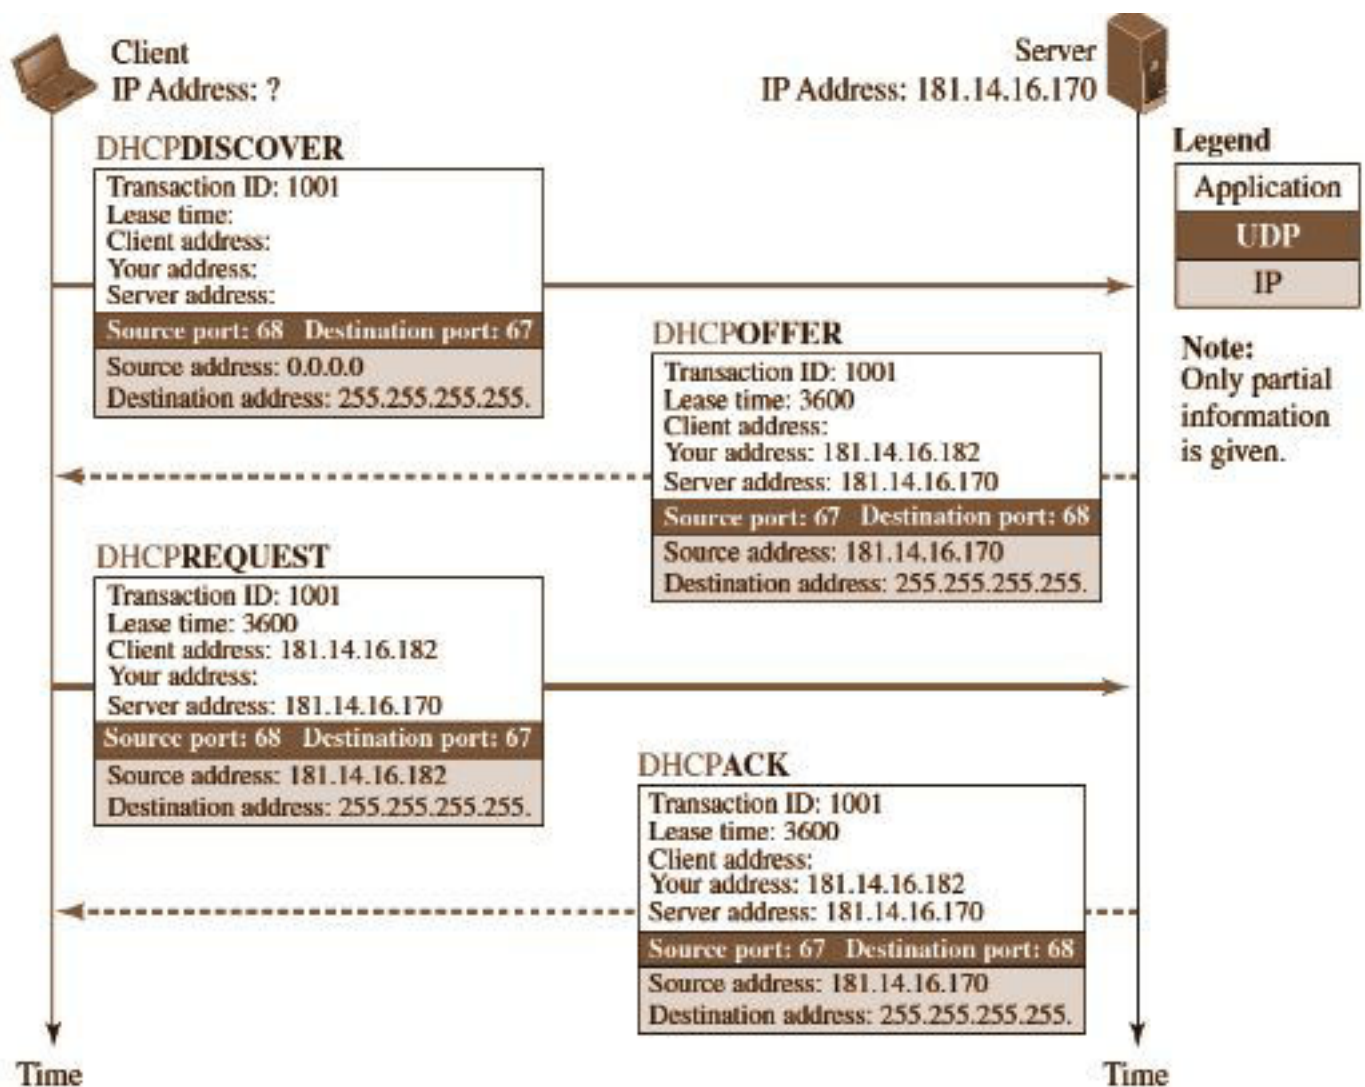 Client
IP Address: ?
Server
IP Address: 181.14.16.170
Legend
Application
UDP
IP
Note:
Only partial
information
is given.
DHCPDISCOVER
Transaction ID: 1001
Lease time:
Client address:
Your address:
Server address:
Source port: 68 Destination port: 67
Source address: 0.0.0.0
Destination address: 255.255.255.255.
DHCPOFFER
Transaction ID: 1001
Lease time: 3600
Client address:
Your address: 181.14.16.182
Server address: 181.14.16.170
Source port: 67 Destination port: 68
Source address: 181.14.16.170
Destination address: 255.255.255.255.
DHCPREQUEST
Transaction ID: 1001
Lease time: 3600
Client address: 181.14.16.182
Your address:
Server address: 181.14.16.170
Source port: 68 Destination port: 67
Source address: 181.14.16.182
Destination address: 255.255.255.255.
DHCPACK
Transaction ID: 1001
Lease time: 3600
Client address:
Your address: 181.14.16.182
Server address: 181.14.16.170
Source port: 67 Destination port: 68
Source address: 181.14.16.170
Destination address: 255.255.255.255.
Time
Time